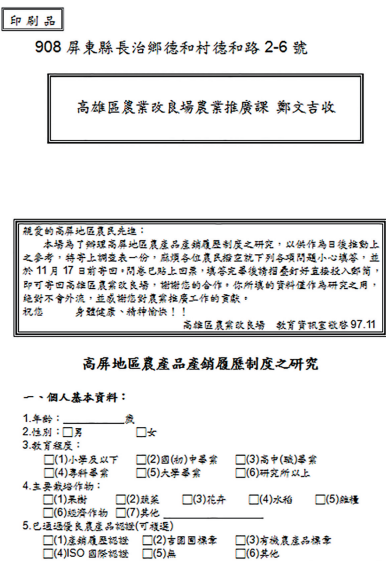 印 刷 品
908 屏東縣長治鄉德和村德和路 2-6 號
高雄區農業改良場農業推廣課 鄭文吉收
親愛的高屏地區農民先進：
本場為了辦理高屏地區農產品產銷履歷制度之研究，以供作為日後推動上
之參考，將寄上調查表一份，麻煩各位農民撥空就下列各項問題小心填答，並
於 11 月 17 日前寄回。問卷已貼上回票，填答完畢後請摺疊釘好直接投入郵筒，
即可寄回高雄區農業改良場，謝謝您的合作。你所填的資料僅作為研究之用，
絕對不會外流，並感謝您對農業推廣工作的貢獻。
祝您 身體健康、精神愉快！！
高雄區農業改良場 教育資訊室敬啓 97.11
高屏地區農產品產銷履歷制度之研究
一、個人基本資料：
1.年齡：__________歲
2.性別：□男 □女
3.教育程度：
□(1)小學及以下 □(2)國(初)中畢業 □(3)高中(職)畢業
□(4)專科畢業 □(5)大學畢業 □(6)研究所以上
4.主要栽培作物：
□(1)果樹 □(2)蔬菜 □(3)花卉 □(4)水稻 □(5)雜糧
□(6)經濟作物 □(7)其他 __________________
5.已通過優良農產品認證(可複選)
□(1)產銷履歷認證 □(2)吉園圃標章 □(3)有機農產品標章
□(4)ISO 國際認證 □(5)無 □(6)其他